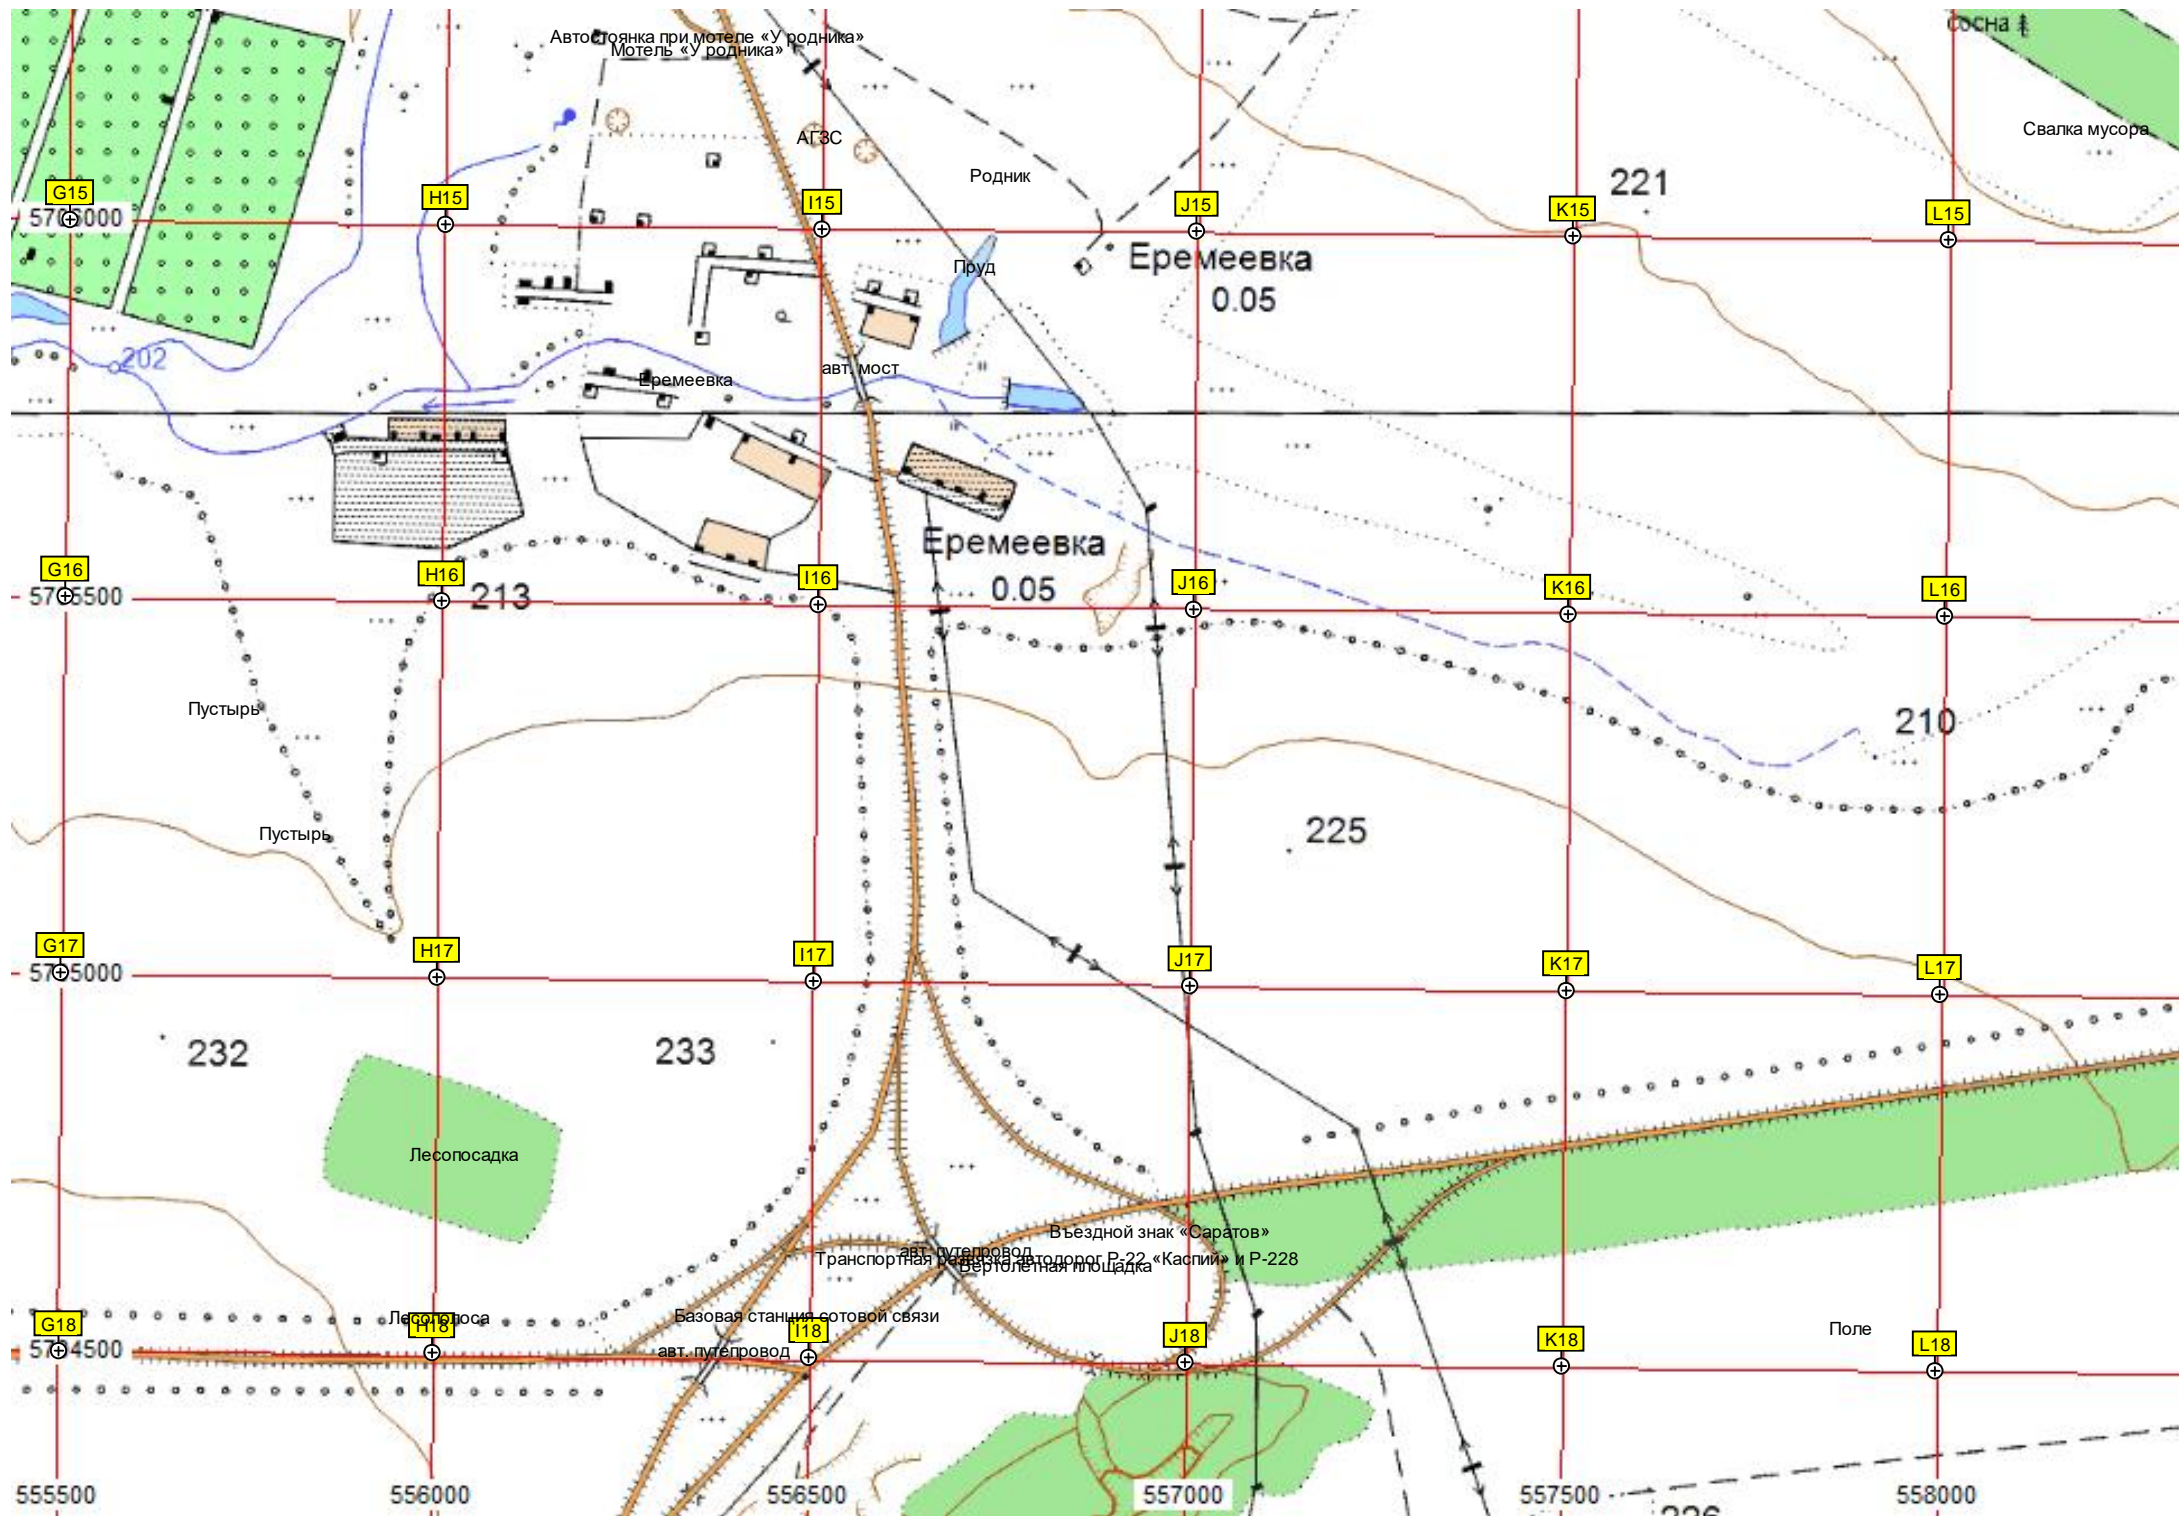 сосна
Автостоянка при мотеле «У родника»
Мотель «У родника»
АГЗС
Свалка мусора
Родник
221
G15
H15
I15
J15
K15
L15
5706000
Еремеевка
0.05
Пруд
202
авт. мост
Еремеевка
Еремеевка
0.05
G16
H16
I16
J16
K16
L16
5705500
213
Пустырь
210
225
Пустырь
G17
H17
I17
J17
K17
L17
5705000
232
233
Лесопосадка
Въездной знак «Саратов»
авт. путепровод
Транспортная развязка автодорог Р-22 «Каспий» и Р-228
Вертолетная площадка
Базовая станция сотовой связи
Лесополоса
G18
H18
I18
J18
K18
L18
Поле
5704500
авт. путепровод
555500
556000
556500
557000
557500
558000